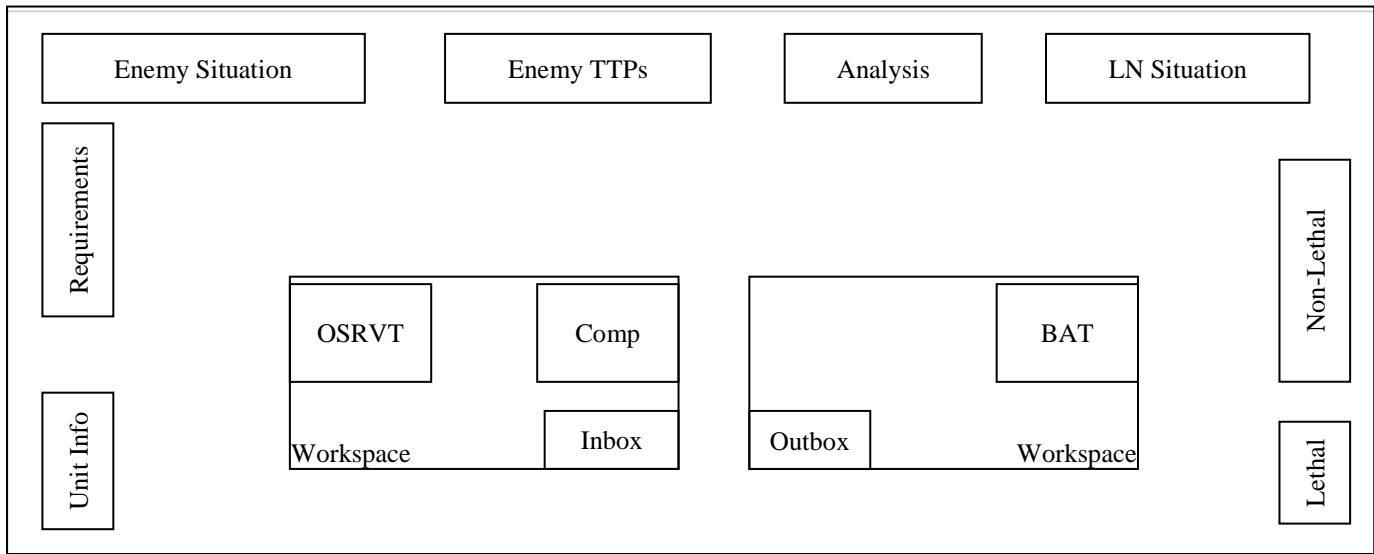 Enemy Situation
Enemy TTPs
Analysis
LN Situation
Requirements
Non-Lethal
OSRVT
Comp
BAT
Unit Info
Workspace
Inbox
Outbox
Workspace
Lethal